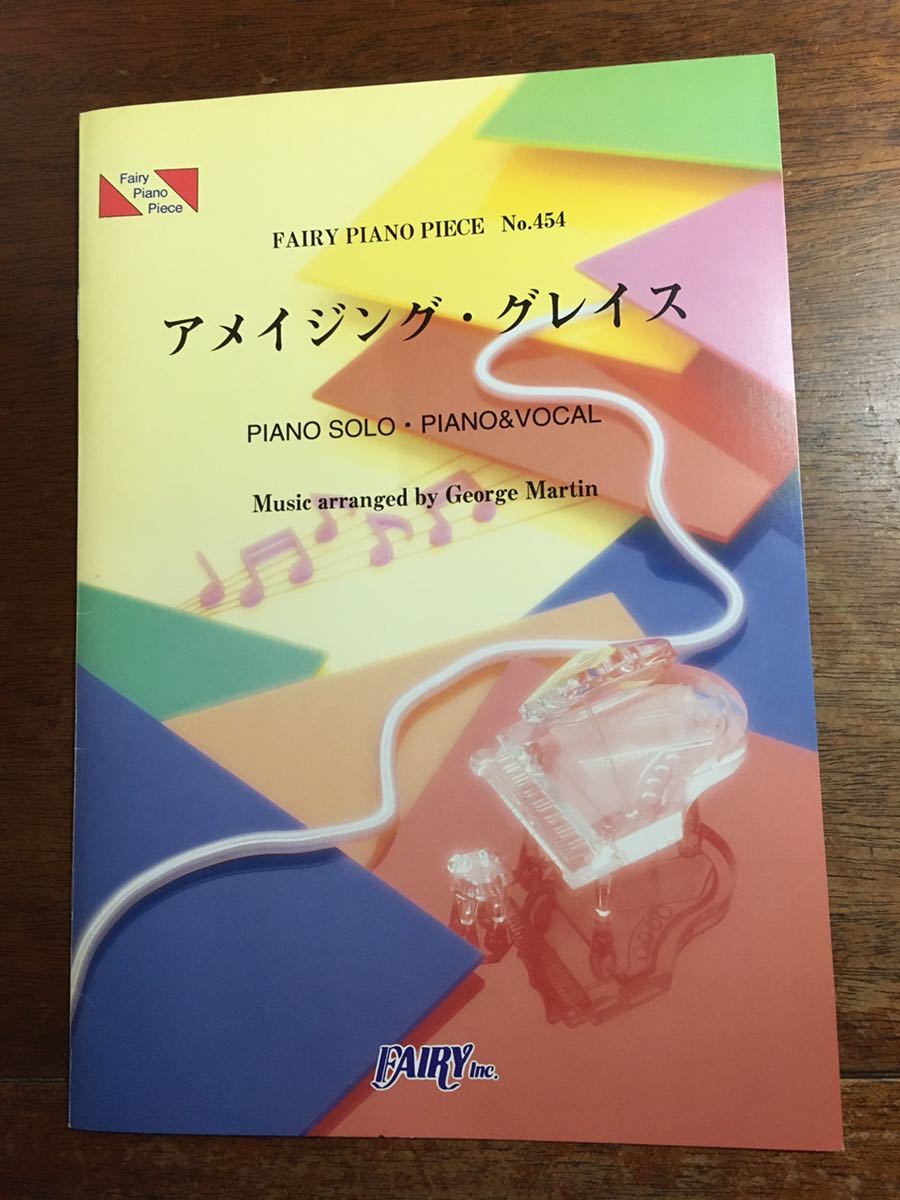 Fairy
Piano
Piece
FAIRY PIANO PIECE No.454
アメイジング・グレイス
PIANO SOLO・PIANO&VOCAL
Music arranged by George Martin
FAIRY Inc.